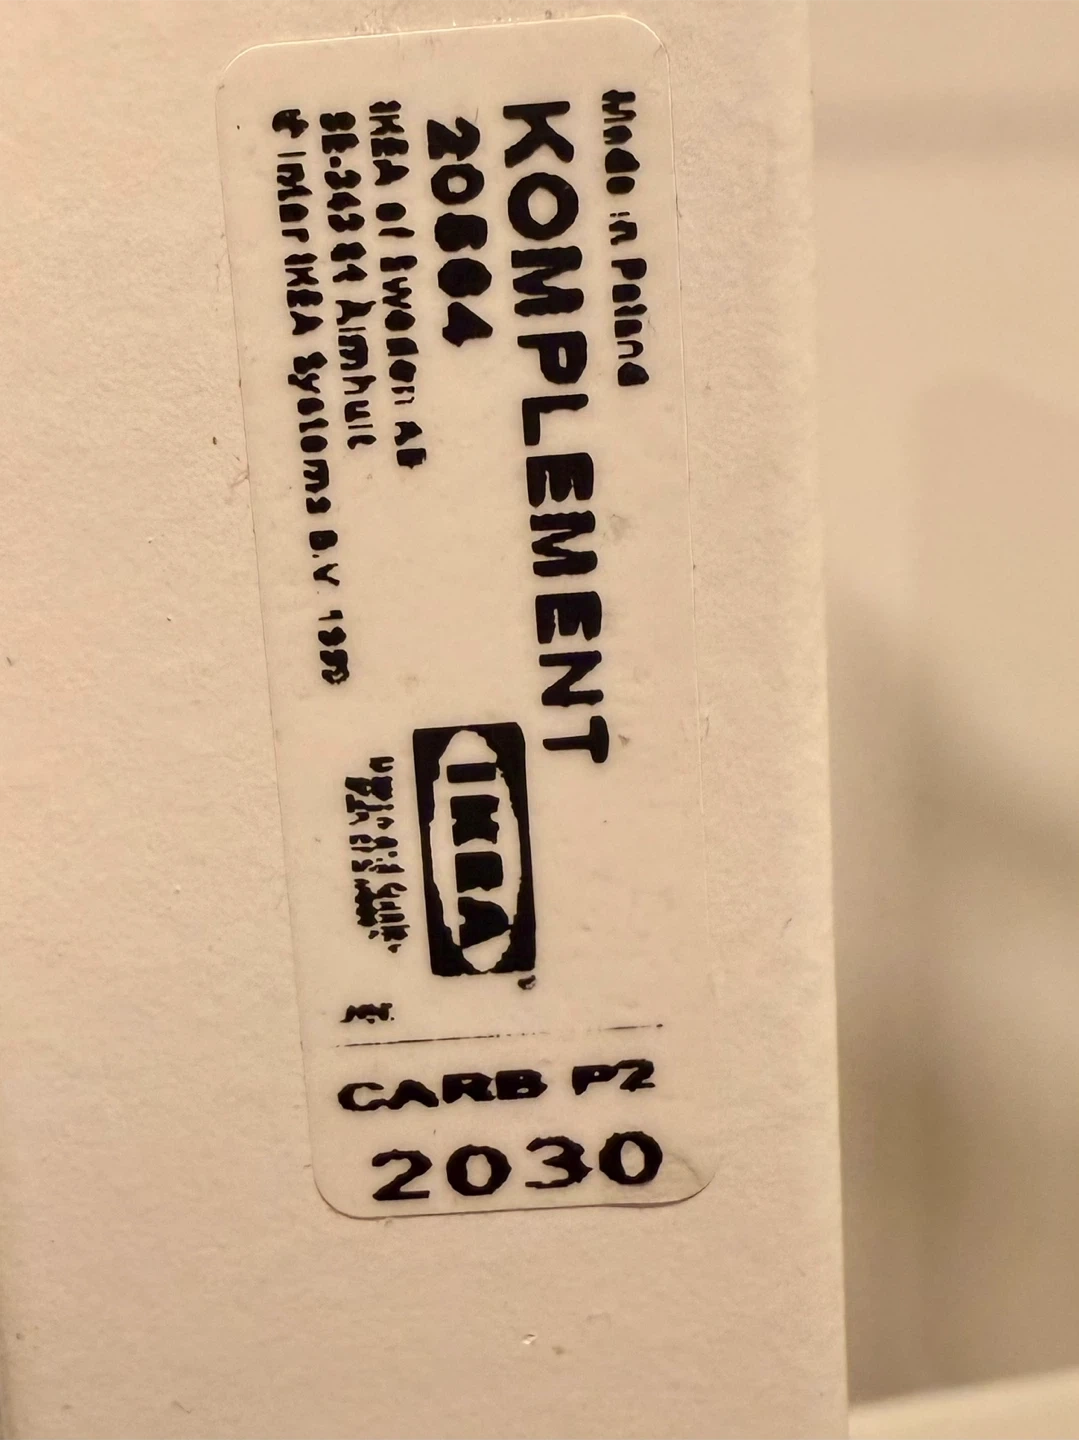 Made in Poland
KOMPLEMENT
20664
IKEA of Sweden AB
SE-343 81 Älmhult
Inter IKEA Systems B.V. 1999
IKEA
CARB P2
2030